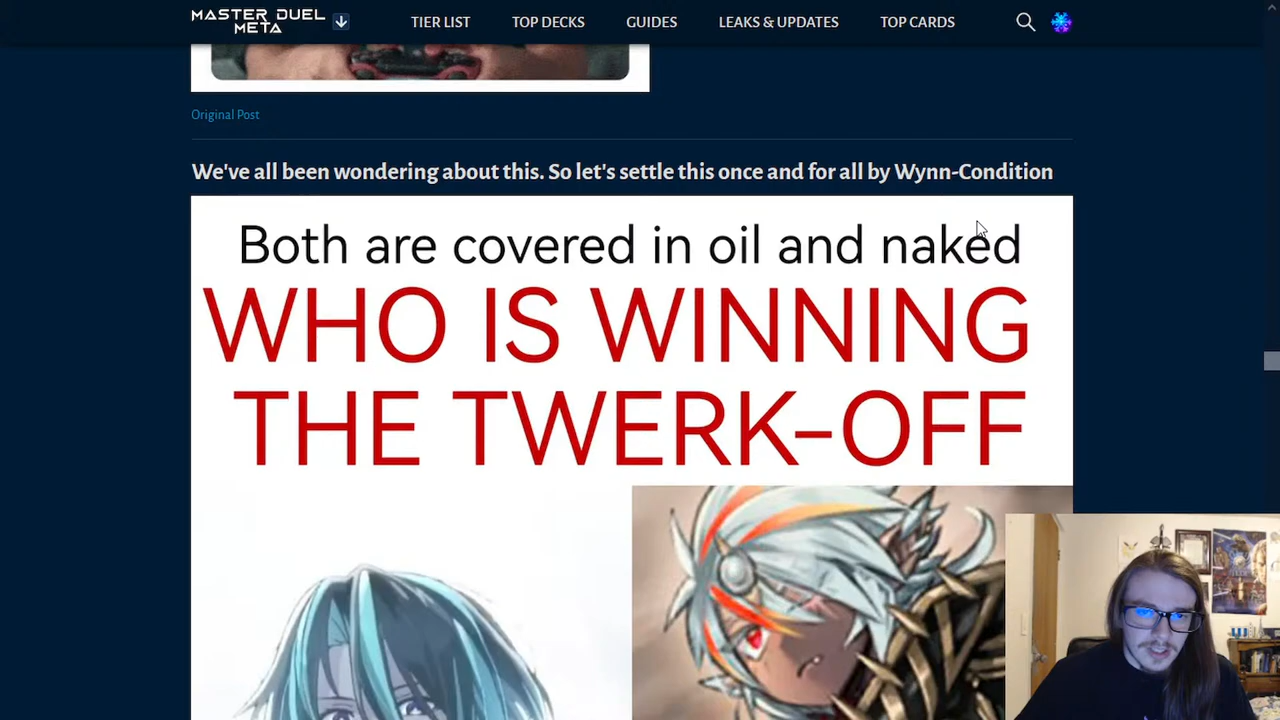 MASTER DUEL
META
TIER LIST
TOP DECKS
GUIDES
LEAKS & UPDATES
TOP CARDS
Original Post
We've all been wondering about this. So let's settle this once and for all by Wynn-Condition
Both are covered in oil and naked
WHO IS WINNING
THE TWERK-OFF